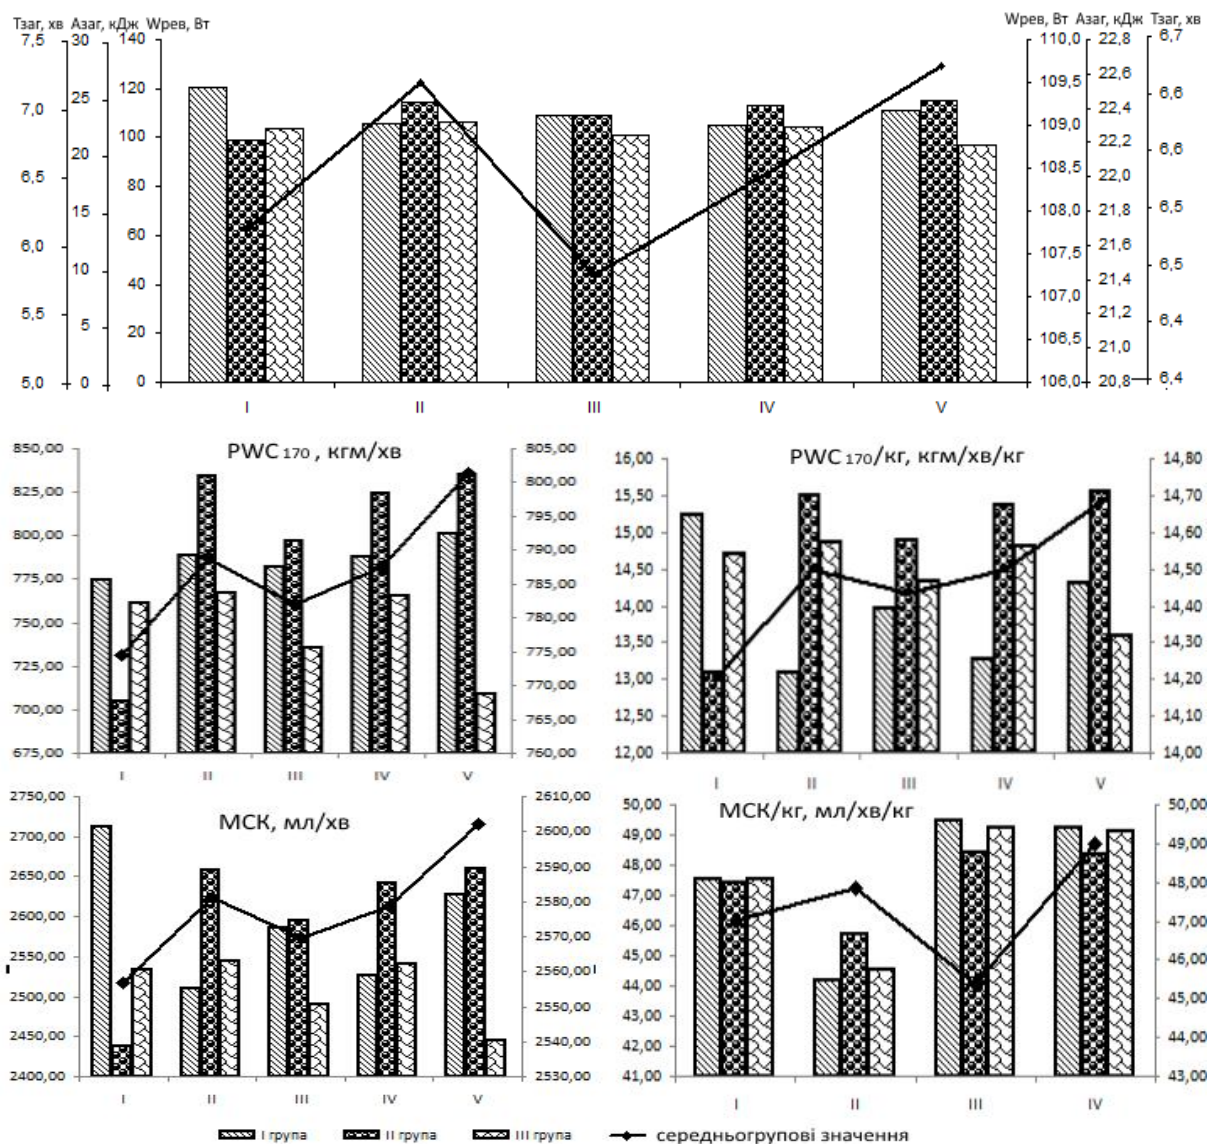 Тзаг, хв Азаг, кДж Wрев, Вт
Wрев, Вт Азаг, кДж Тзаг, хв
7,5 30 140 110,0 22,8 6,7
120 109,5 22,6
7,0 25 109,0 22,4 6,6
100 22,2
6,5 20 80 108,5 22,0 6,6
15 60 108,0 21,8 6,5
6,0 10 107,5 21,6
40 107,0 21,4 6,5
5,5 5 20 106,5 21,2 6,4
21,0
5,0 0 0 106,0 20,8 6,4
I II III IV V
PWC 170 , кгм/хв
850,00 805,00
825,00 800,00
800,00 795,00
775,00 790,00
750,00 785,00
725,00 780,00
700,00 775,00
675,00 770,00
765,00
760,00
I II III IV V
PWC 170/кг, кгм/хв/кг
16,00 14,80
15,50 14,70
15,00 14,60
14,50 14,50
14,00 14,40
13,50 14,30
13,00 14,20
12,50 14,10
12,00 14,00
I II III IV V
МСК, мл/хв
2750,00 2610,00
2700,00 2600,00
2650,00 2590,00
2600,00 2580,00
2550,00 2570,00
2500,00 2560,00
2450,00 2550,00
2400,00 2540,00
2530,00
I II III IV V
МСК/кг, мл/хв/кг
50,00 50,00
49,00 49,00
48,00 48,00
47,00 47,00
46,00 46,00
45,00 45,00
44,00 44,00
43,00 43,00
42,00
41,00
I II III IV
I група II група III група середньогрупові значення